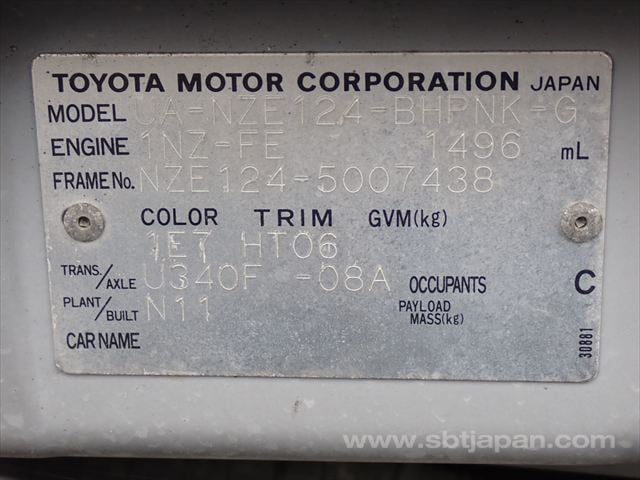 TOYOTA MOTOR CORPORATION JAPAN
MODEL UA-NZE124-BHPNK-G
ENGINE 1NZ-FE 1496 mL
FRAME No. NZE124-5007438
COLOR TRIM GVM(kg)
1E7 HT06
TRANS./AXLE U340F -08A OCCUPANTS C
PLANT/BUILT N11 PAYLOAD MASS(kg)
CAR NAME
30881
www.sbtjapan.com